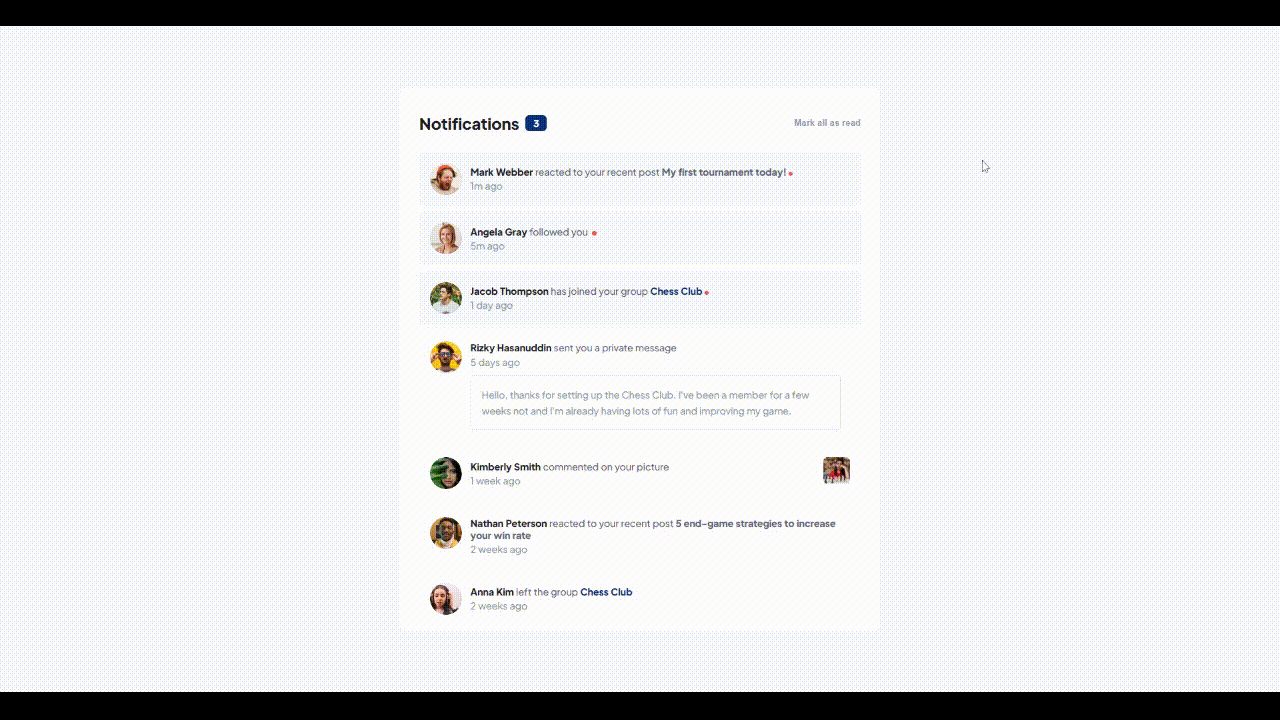 Notifications 3
Mark all as read
Mark Webber reacted to your recent post My first tournament today!
1m ago
Angela Gray followed you
5m ago
Jacob Thompson has joined your group Chess Club
1 day ago
Rizky Hasanuddin sent you a private message
5 days ago
Hello, thanks for setting up the Chess Club. I've been a member for a few
weeks not and I'm already having lots of fun and improving my game.
Kimberly Smith commented on your picture
1 week ago
Nathan Peterson reacted to your recent post 5 end-game strategies to increase
your win rate
2 weeks ago
Anna Kim left the group Chess Club
2 weeks ago